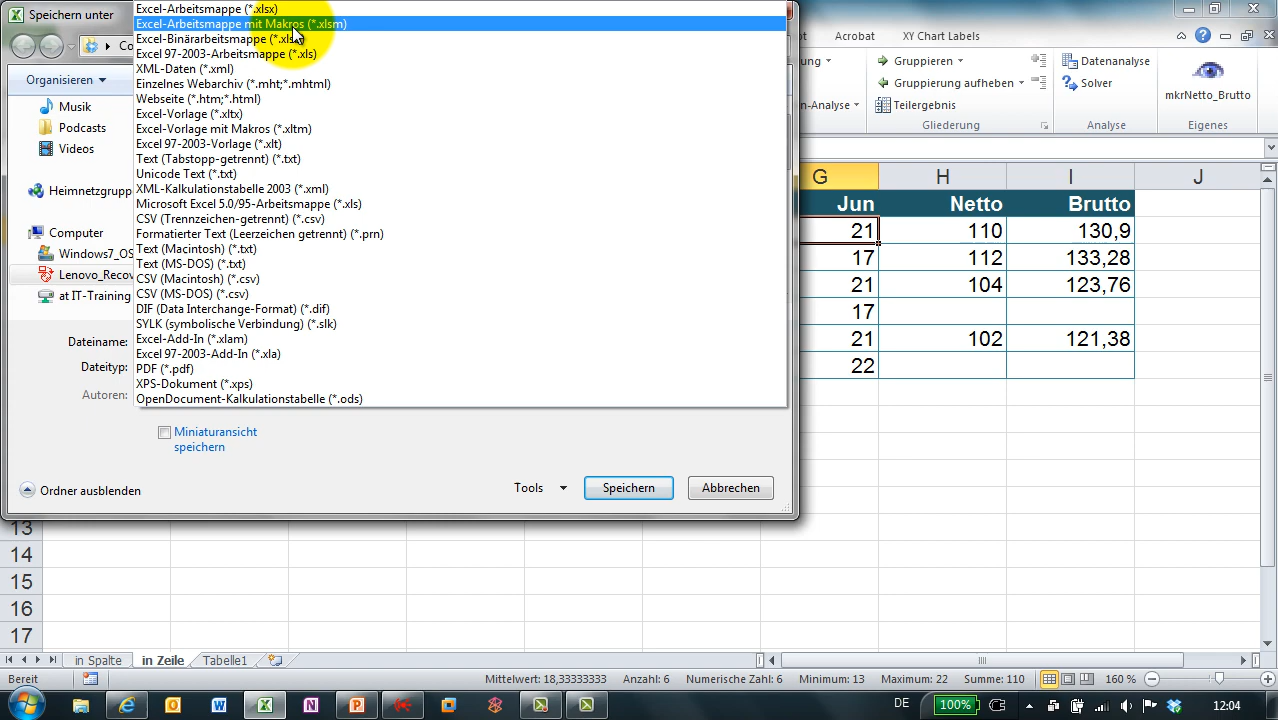 Speichern unter
Excel-Arbeitsmappe (*.xlsx)
Excel-Arbeitsmappe mit Makros (*.xlsm)
Excel-Binärarbeitsmappe (*.xlsb)
Excel 97-2003-Arbeitsmappe (*.xls)
XML-Daten (*.xml)
Einzelnes Webarchiv (*.mht;*.mhtml)
Webseite (*.htm;*.html)
Excel-Vorlage (*.xltx)
Excel-Vorlage mit Makros (*.xltm)
Excel 97-2003-Vorlage (*.xlt)
Text (Tabstopp-getrennt) (*.txt)
Unicode Text (*.txt)
XML-Kalkulationstabelle 2003 (*.xml)
Microsoft Excel 5.0/95-Arbeitsmappe (*.xls)
CSV (Trennzeichen-getrennt) (*.csv)
Formatierter Text (Leerzeichen getrennt) (*.prn)
Text (Macintosh) (*.txt)
Text (MS-DOS) (*.txt)
CSV (Macintosh) (*.csv)
CSV (MS-DOS) (*.csv)
DIF (Data Interchange-Format) (*.dif)
SYLK (symbolische Verbindung) (*.slk)
Excel-Add-In (*.xlam)
Excel 97-2003-Add-In (*.xla)
PDF (*.pdf)
XPS-Dokument (*.xps)
OpenDocument-Kalkulationstabelle (*.ods)
Co
Organisieren
Musik
Podcasts
Videos
Heimnetzgrupp
Computer
Windows7_OS
Lenovo_Recov
at IT-Training
Dateiname:
Dateityp:
Autoren:
Miniaturansicht
speichern
Ordner ausblenden
Tools
Speichern
Abbrechen
Acrobat XY Chart Labels
Gruppieren
Gruppierung aufheben
n-Analyse
Teilergebnis
Gliederung
Datenanalyse
Solver
Analyse
mkrNetto_Brutto
Eigenes
G H I J
Jun Netto Brutto
21 110 130,9
17 112 133,28
21 104 123,76
17
21 102 121,38
22
13
14
15
16
17
in Spalte in Zeile Tabelle1
Bereit Mittelwert: 18,33333333 Anzahl: 6 Numerische Zahl: 6 Minimum: 13 Maximum: 22 Summe: 110 160 %
DE 100% 12:04